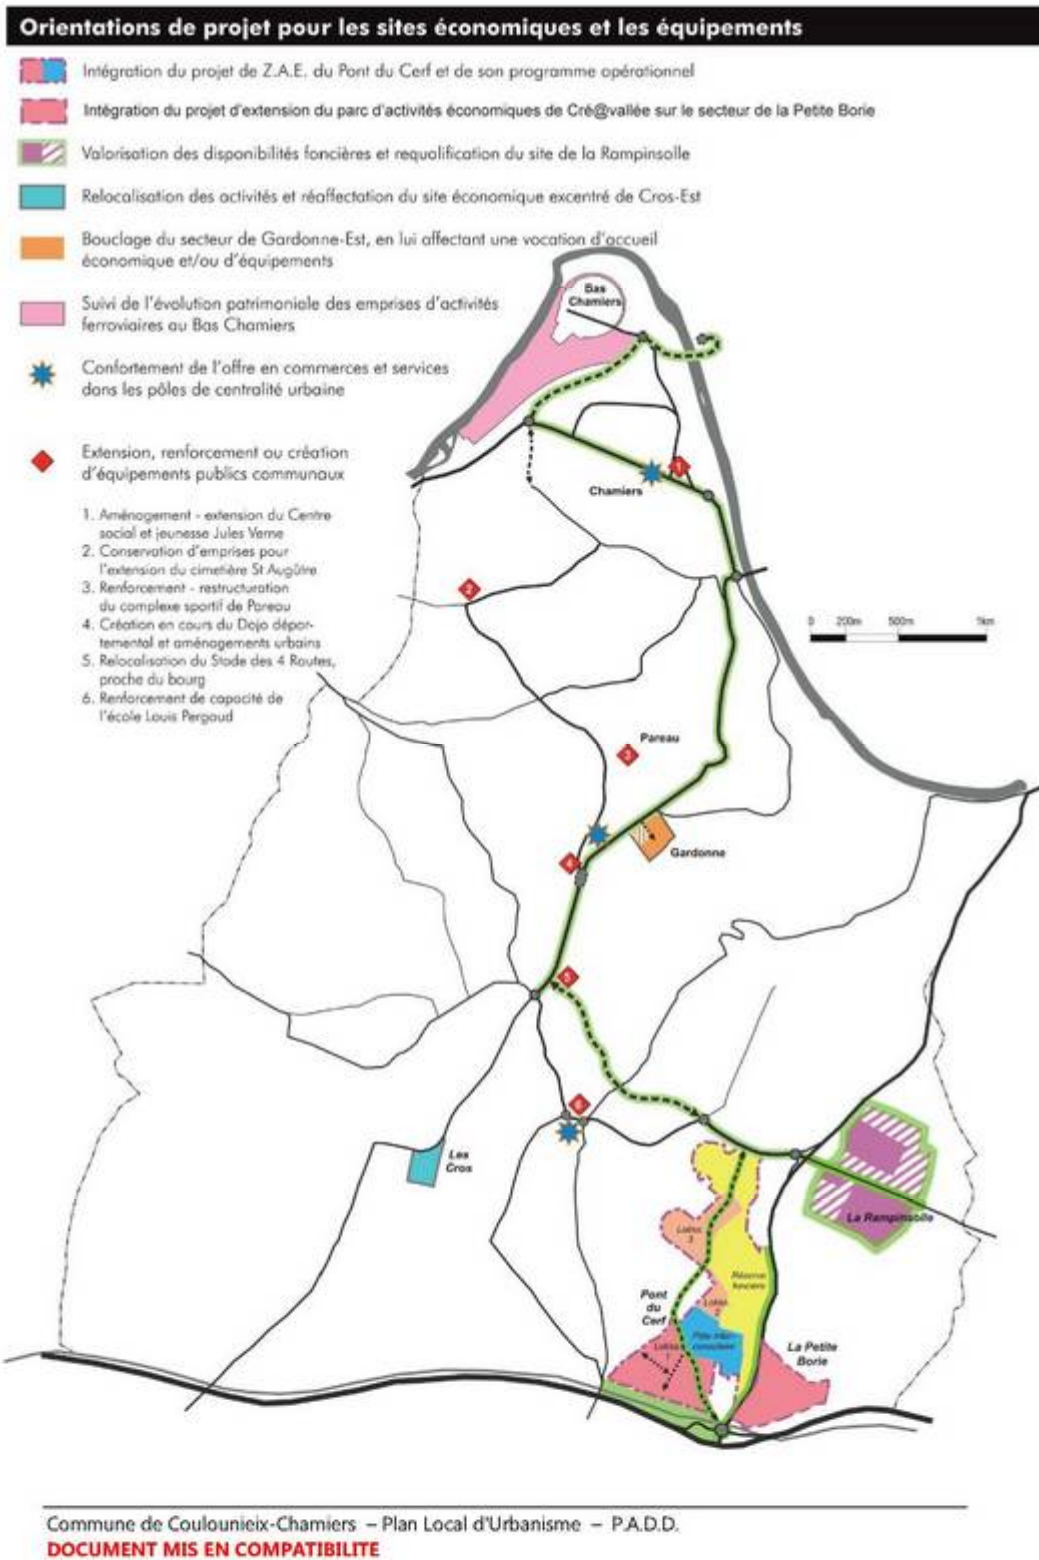 Orientations de projet pour les sites économiques et les équipements
Intégration du projet de Z.A.E. du Pont du Cerf et de son programme opérationnel
Intégration du projet d'extension du parc d'activités économiques de Cré@vallée sur le secteur de la Petite Borie
Valorisation des disponibilités foncières et requalification du site de la Rampinsolle
Relocalisation des activités et réaffectation du site économique excentré de Cros-Est
Bouclage du secteur de Gardonne-Est, en lui affectant une vocation d'accueil
économique et/ou d'équipements
Suivi de l'évolution patrimoniale des emprises d'activités
ferroviaires au Bas Chamiers
Confortement de l'offre en commerces et services
dans les pôles de centralité urbaine
Extension, renforcement ou création
d'équipements publics communaux
1. Aménagement - extension du Centre
social et jeunesse Jules Verne
2. Conservation d'emprises pour
l'extension du cimetière St Augûtre
3. Renforcement - restructuration
du complexe sportif de Pareau
4. Création en cours du Dojo dépar-
temental et aménagements urbains
5. Relocalisation du Stade des 4 Routes,
proche du bourg
6. Renforcement de capacité de
l'école Louis Pergaud
Bas
Chamiers
1
Chamiers
2
0 200m 500m 1km
Pareau
3
4
Gardonne
5
6
Les
Cros
La Rampinsolle
3
Réserve
foncière
Pont
du
Cerf
La Petite
Borie
Commune de Coulounieix-Chamiers – Plan Local d'Urbanisme – P.A.D.D.
DOCUMENT MIS EN COMPATIBILITE